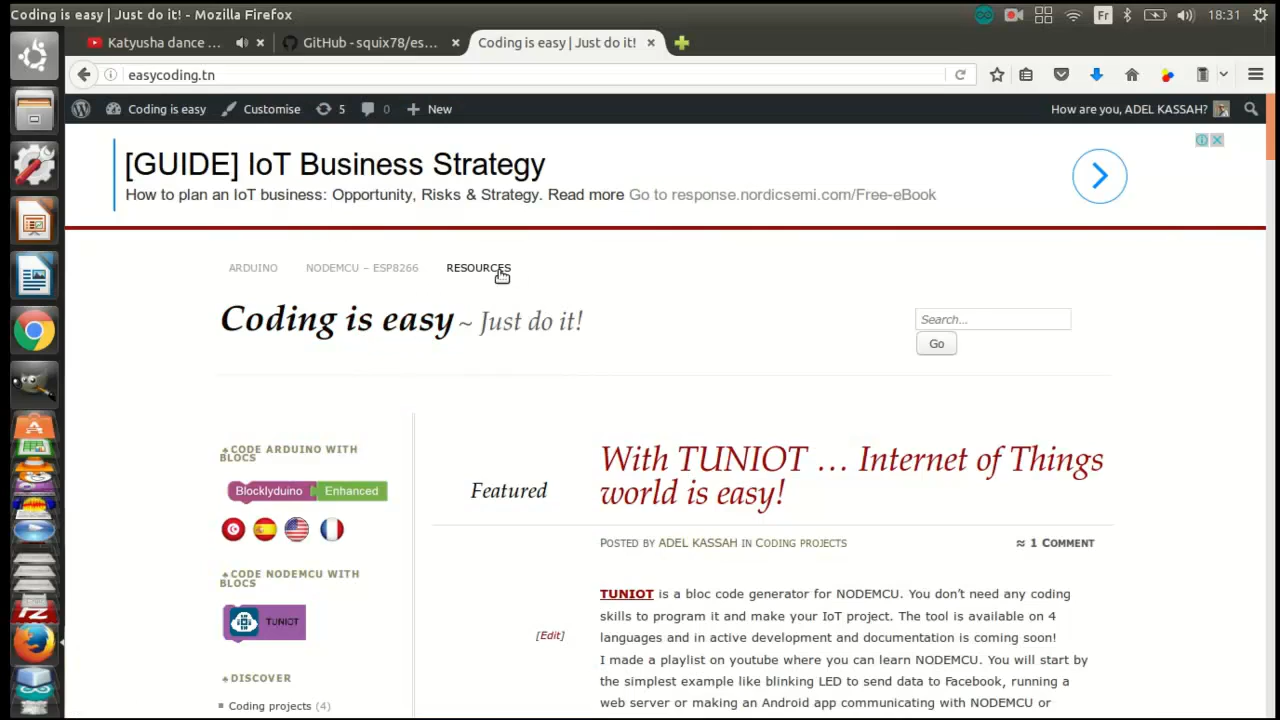 Coding is easy | Just do it! - Mozilla Firefox
Fr
18:31
Katyusha dance ...
GitHub - squix78/es...
Coding is easy | Just do it!
easycoding.tn
Coding is easy
Customise
5
0
New
How are you, ADEL KASSAH?
[GUIDE] IoT Business Strategy
How to plan an IoT business: Opportunity, Risks & Strategy. Read more Go to response.nordicsemi.com/Free-eBook
ARDUINO
NODEMCU – ESP8266
RESOURCES
Coding is easy ~ Just do it!
Search...
Go
CODE ARDUINO WITH
BLOCS
Blocklyduino
Enhanced
CODE NODEMCU WITH
BLOCS
TUNIOT
DISCOVER
Coding projects (4)
Featured
[Edit]
With TUNIOT ... Internet of Things
world is easy!
POSTED BY ADEL KASSAH IN CODING PROJECTS
≈ 1 COMMENT
TUNIOT is a bloc code generator for NODEMCU. You don't need any coding
skills to program it and make your IoT project. The tool is available on 4
languages and in active development and documentation is coming soon!
I made a playlist on youtube where you can learn NODEMCU. You will start by
the simplest example like blinking LED to send data to Facebook, running a
web server or making an Android app communicating with NODEMCU or